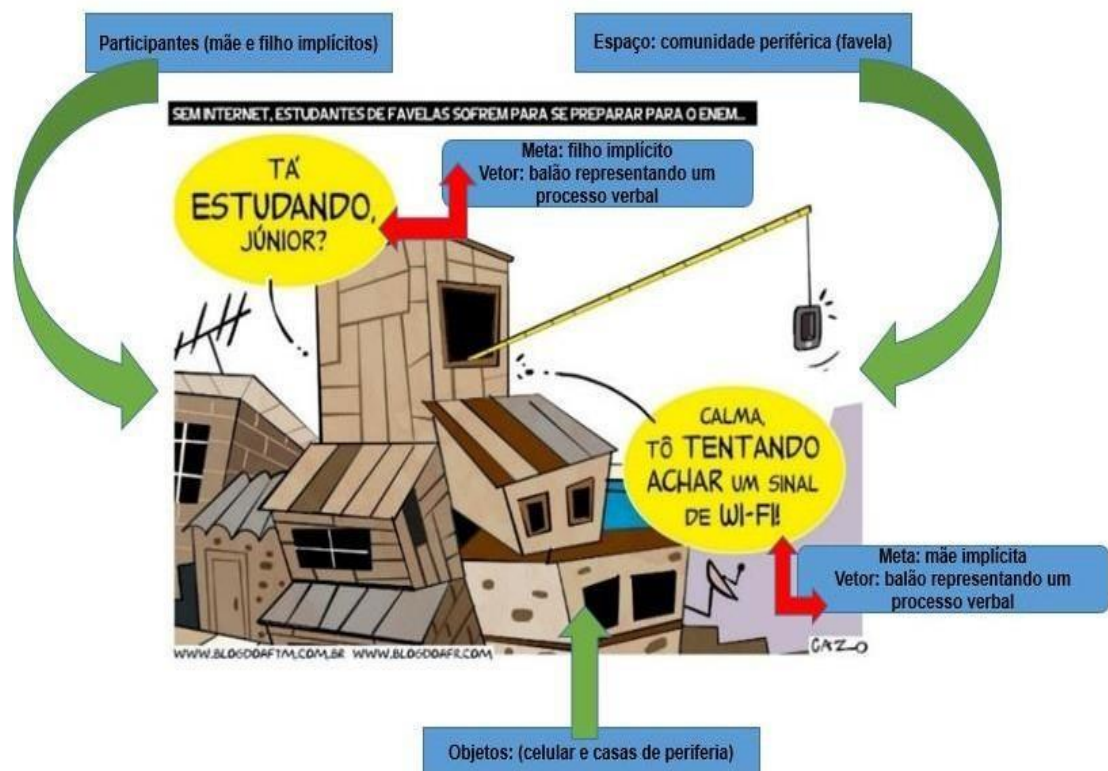 Participantes (mãe e filho implícitos)
Espaço: comunidade periférica (favela)
SEM INTERNET, ESTUDANTES DE FAVELAS SOFREM PARA SE PREPARAR PARA O ENEM...
TÁ
ESTUDANDO,
JÚNIOR?
Meta: filho implícito
Vetor: balão representando um
processo verbal
CALMA,
TÔ TENTANDO
ACHAR UM SINAL
DE WI-FI!
Meta: mãe implícita
Vetor: balão representando um
processo verbal
WWW.BLOGDOAFTM.COM.BR WWW.BLOGDOAFR.COM
CAZO
Objetos: (celular e casas de periferia)